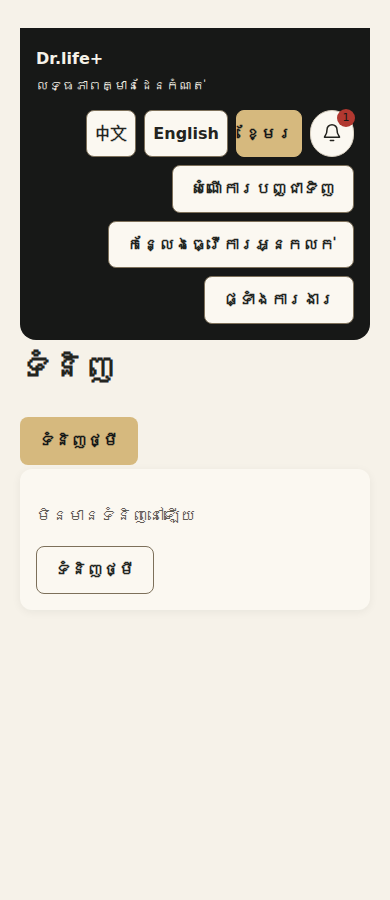 Dr.life+
លទ្ធភាពគ្មានដែនកំណត់
中文
English
ខ្មែរ
1
សំណើការបញ្ជាទិញ
កន្លែងធ្វើការអ្នកលក់
ផ្ទាំងការងារ
ទំនិញ
ទំនិញថ្មី
មិនមានទំនិញនៅឡើយ
ទំនិញថ្មី